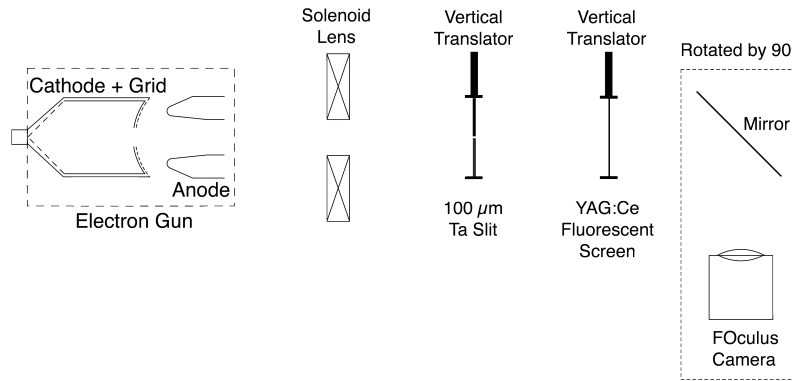 Solenoid
Lens
Vertical
Translator
Vertical
Translator
Rotated by 90
Cathode + Grid
Mirror
Anode
Electron Gun
100 µm
Ta Slit
YAG:Ce
Fluorescent
Screen
FOculus
Camera